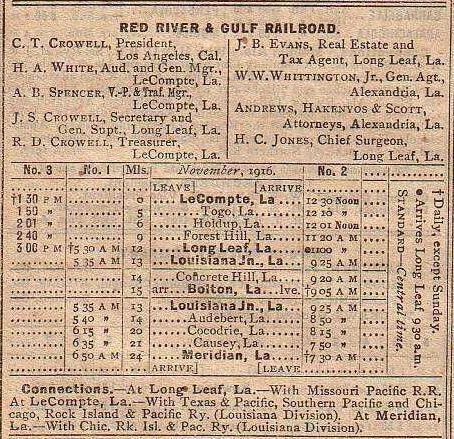 RED RIVER & GULF RAILROAD.
C. T. CROWELL, President,
Los Angeles, Cal.
H. A. WHITE, Aud. and Gen. Mgr.,
LeCompte, La.
A. B. SPENCER, V.-P. & Traf. Mgr.,
LeCompte, La.
J. S. CROWELL, Secretary and
Gen. Supt., Long Leaf, La.
R. D. CROWELL, Treasurer,
LeCompte, La.
J. B. EVANS, Real Estate and
Tax Agent, Long Leaf, La.
W. W. WHITTINGTON, Jr., Gen. Agt.,
Alexandria, La.
ANDREWS, HAKENYOS & SCOTT,
Attorneys, Alexandria, La.
H. C. JONES, Chief Surgeon,
Long Leaf, La.
No. 3 No. 1 Mls. November, 1916. No. 2
LEAVE] [ARRIVE
†1 30 P M 0 LeCompte, La 12 30 Noon
1 50 " 5 Togo, La 12 10 "
2 01 " 6 Holdup, La 12 01 Noon
2 40 " 9 Forest Hill, La 11 20 A M
3 00 P M †5 30 A M 12 Long Leaf, La 11 00 "
5 35 A M 13 Louisiana Jn., La 9 25 A M
14 Concrete Hill, La 9 20 A M
15 arr. Bolton, La. lve. †9 05 A M
5 35 A M 13 Louisiana Jn., La 9 25 A M
5 40 " 14 Audebert, La 8 50 "
6 15 " 20 Cocodrie, La 8 15 "
6 35 " 21 Causey, La 7 50 "
6 50 A M 24 Meridian, La †7 30 A M
ARRIVE] [LEAVE
† Daily, except Sunday.
● Arrives Long Leaf 9 30 a.m.
STANDARD—Central time.
Connections.—At Long Leaf, La.—With Missouri Pacific R.R.
At LeCompte, La.—With Texas & Pacific, Southern Pacific and Chi-
cago, Rock Island & Pacific Ry. (Louisiana Division). At Meridian,
La.—With Chic. Rk. Isl. & Pac. Ry. (Louisiana Division).